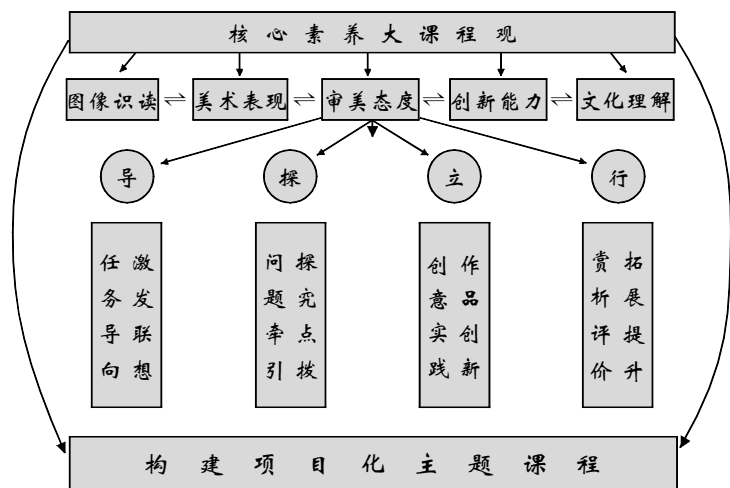 核心素养大课程观
图像识读
美术表现
审美态度
创新能力
文化理解
导
探
立
行
任务导向
激发联想
问题牵引
探究点拨
创意实践
作品创新
赏析评价
拓展提升
构建项目化主题课程